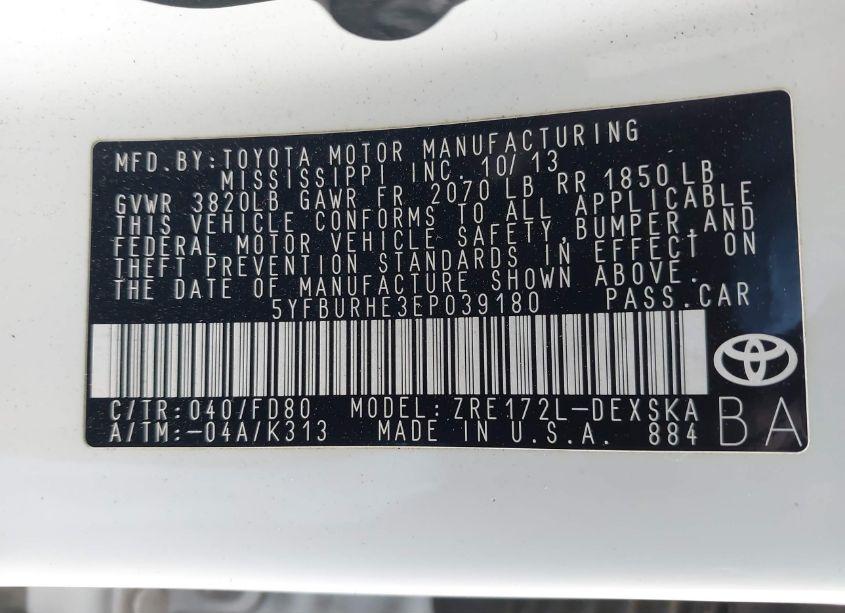 MFD.BY:TOYOTA MOTOR MANUFACTURING
MISSISSIPPI INC. 10/13
GVWR 3820LB GAWR FR 2070 LB RR 1850 LB
THIS VEHICLE CONFORMS TO ALL APPLICABLE
FEDERAL MOTOR VEHICLE SAFETY,BUMPER,AND
THEFT PREVENTION STANDARDS IN EFFECT ON
THE DATE OF MANUFACTURE SHOWN ABOVE.
5YFBURHE3EP039180 PASS.CAR
C/TR:040/FD80 MODEL:ZRE172L-DEXSKA
A/TM:-04A/K313 MADE IN U.S.A. 884
BA